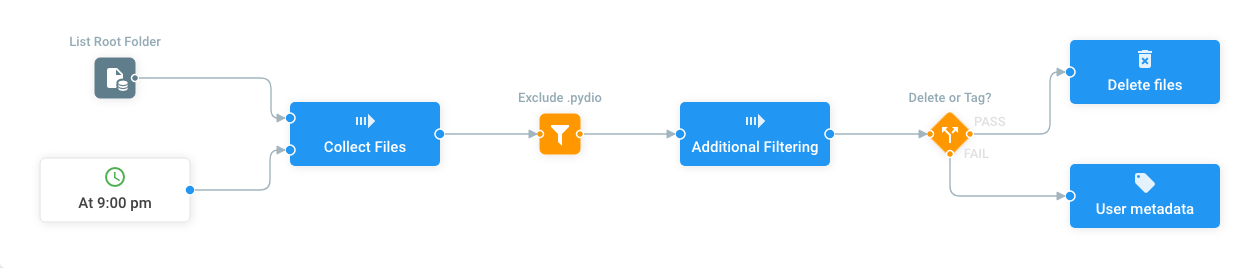 List Root Folder
At 9:00 pm
Collect Files
Exclude .pydio
Additional Filtering
Delete or Tag?
PASS
FAIL
Delete files
User metadata